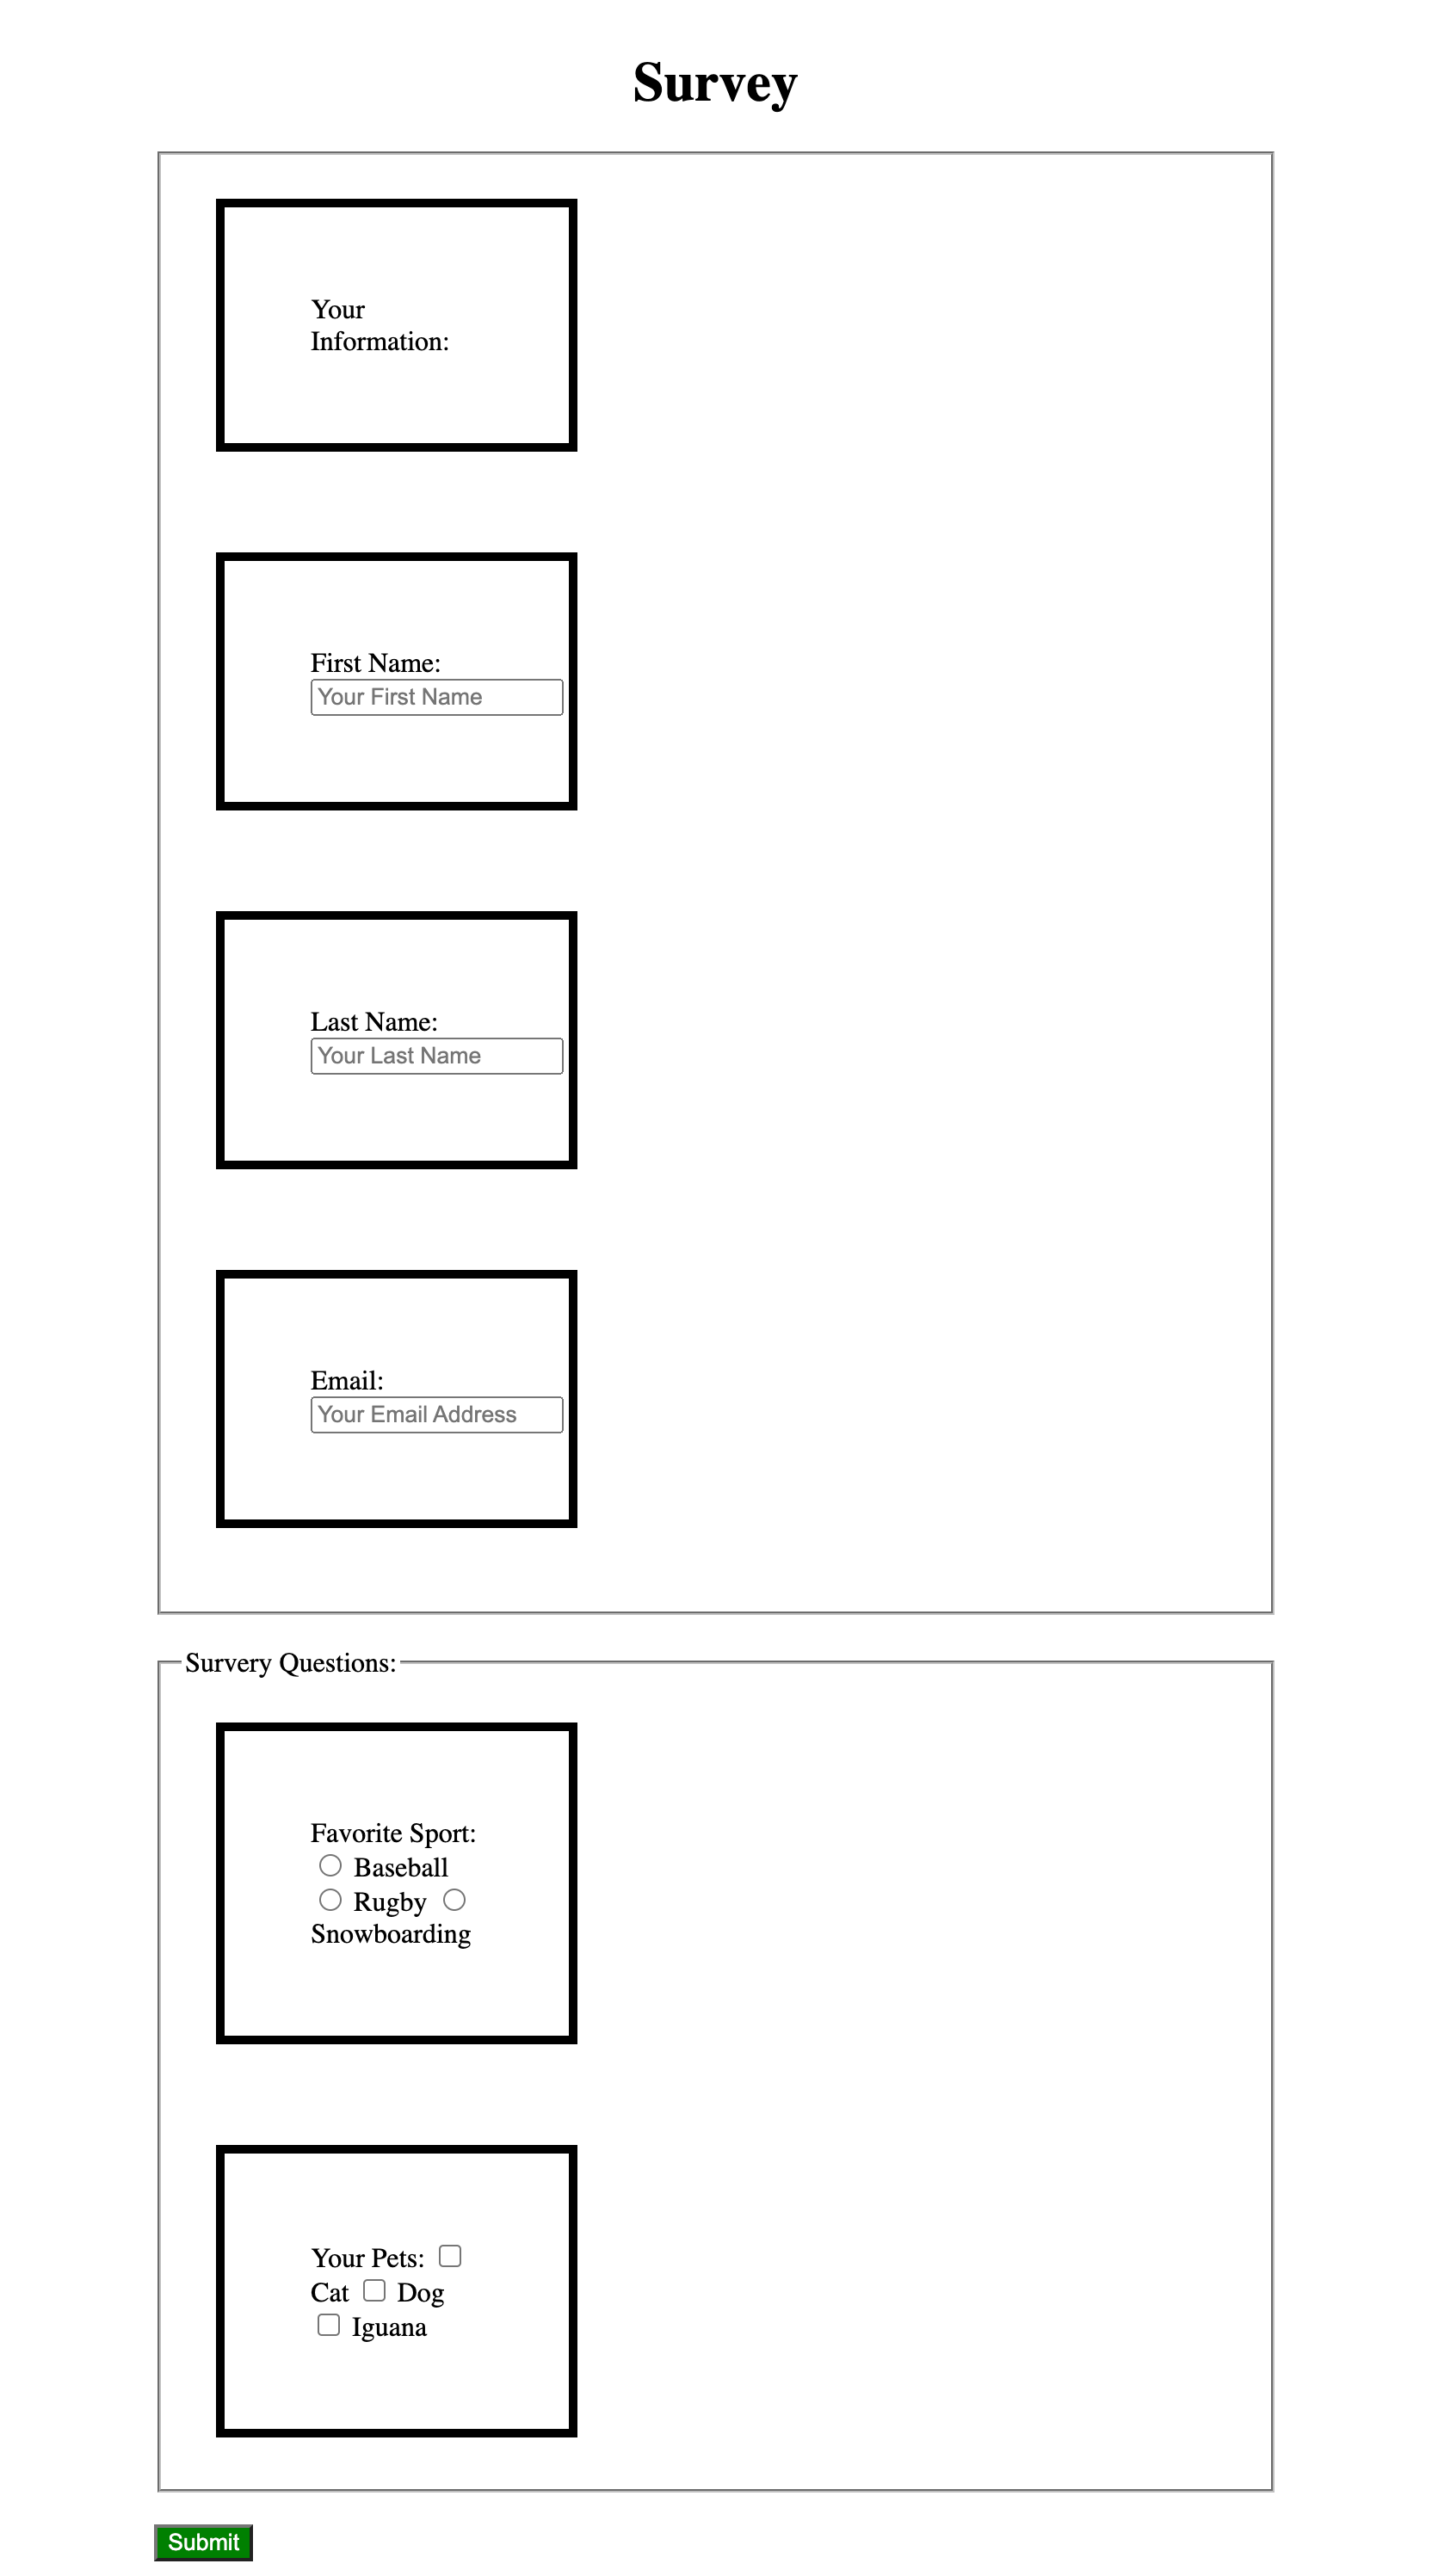 Survey
Your
Information:
First Name:
Your First Name
Last Name:
Your Last Name
Email:
Your Email Address
Survery Questions:
Favorite Sport:
Baseball
Rugby
Snowboarding
Your Pets:
Cat Dog
Iguana
Submit